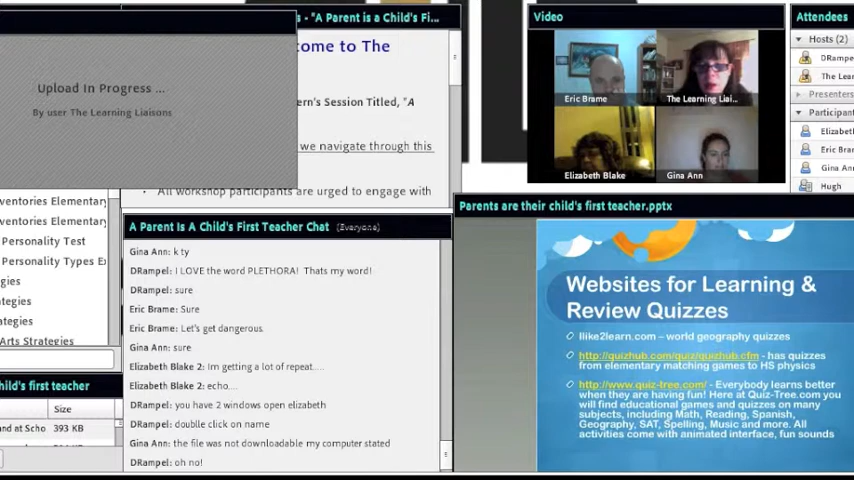 - "A Parent is a Child's Fi...
Video
Attendees
come to The
Hosts (2)
Upload In Progress ...
By user The Learning Liaisons
DRampel
The Lear
Presenters
ern's Session Titled, "A
Eric Brame
The Learning Liai...
Participant
Elizabeth
we navigate through this
Eric Bram
Gina Ann
Elizabeth Blake
Gina Ann
Hugh
All workshop participants are urged to engage with
ventories Elementary
ventories Elementary
Personality Test
Personality Types E
gies
ategies
ategies
Arts Strategies
hild's first teacher
Size
and at Scho
393 KB
A Parent Is A Child's First Teacher Chat (Everyone)
Gina Ann: k ty
DRampel: I LOVE the word PLETHORA! Thats my word!
DRampel: sure
Eric Brame: Sure
Eric Brame: Let's get dangerous.
Gina Ann: sure
Elizabeth Blake 2: Im getting a lot of repeat....
Elizabeth Blake 2: echo....
DRampel: you have 2 windows open elizabeth
DRampel: doublle click on name
Gina Ann: the file was not downloadable my computer stated
DRampel: oh no!
Parents are their child's first teacher.pptx
Websites for Learning &
Review Quizzes
Ilike2learn.com – world geography quizzes
http://quizhub.com/quiz/quizhub.cfm - has quizzes
from elementary matching games to HS physics
http://www.quiz-tree.com/ - Everybody learns better
when they are having fun! Here at Quiz-Tree.com you
will find educational games and quizzes on many
subjects, including Math, Reading, Spanish,
Geography, SAT, Spelling, Music and more. All
activities come with animated interface, fun sounds